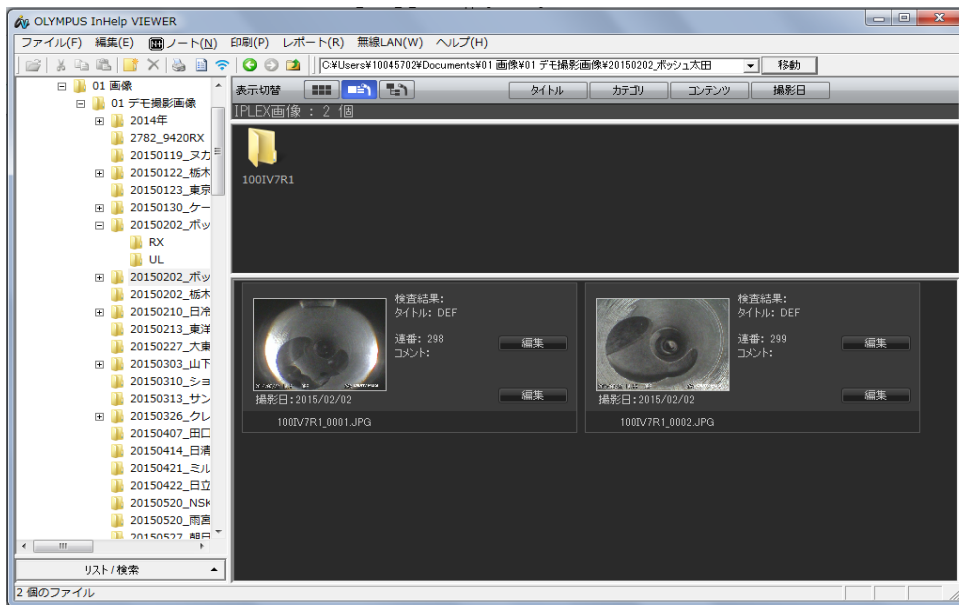 OLYMPUS InHelp VIEWER
ファイル(F) 編集(E) ノート(N) 印刷(P) レポート(R) 無線LAN(W) ヘルプ(H)
C:¥Users¥10045702¥Documents¥01 画像¥01 デモ撮影画像¥20150202_ボッシュ太田 移動
表示切替 タイトル カテゴリ コンテンツ 撮影日
IPLEX画像 : 2 個
100IV7R1
01 画像
01 デモ撮影画像
2014年
2782_9420RX
20150119_ヌカ
20150122_栃木
20150123_東京
20150130_ケー
20150202_ボッ
RX
UL
20150202_ボッ
20150202_栃木
20150210_日冷
20150213_東洋
20150227_大東
20150303_山下
20150310_ショ
20150313_サン
20150326_クレ
20150407_田口
20150414_日清
20150421_ミル
20150422_日立
20150520_NSK
20150520_雨宮
20150527_朝日
リスト/検索
検査結果:
タイトル: DEF
連番: 298
コメント:
編集
撮影日:2015/02/02
編集
100IV7R1_0001.JPG
検査結果:
タイトル: DEF
連番: 299
コメント:
編集
撮影日:2015/02/02
編集
100IV7R1_0002.JPG
2 個のファイル